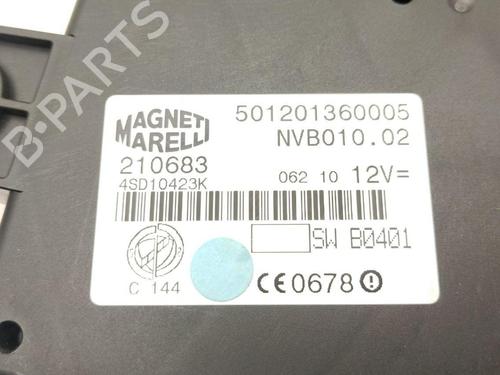 MAGNETI MARELLI
501201360005
NVB010.02
210683
4SD10423K
062 10 12V=
SW B0401
C 144
CE0678
B-PARTS